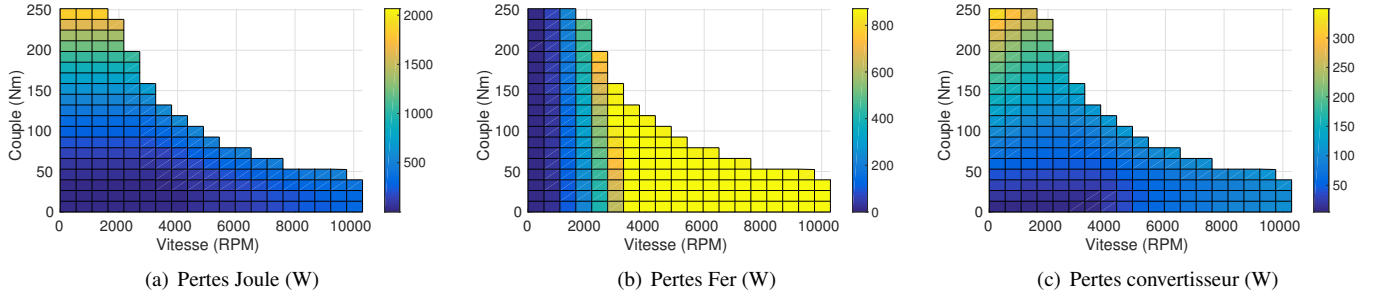 250
200
150
100
50
0
Couple (Nm)
0 2000 4000 6000 8000 10000
Vitesse (RPM)
2000
1500
1000
500
(a) Pertes Joule (W)
250
200
150
100
50
0
Couple (Nm)
0 2000 4000 6000 8000 10000
Vitesse (RPM)
800
600
400
200
0
(b) Pertes Fer (W)
250
200
150
100
50
0
Couple (Nm)
0 2000 4000 6000 8000 10000
Vitesse (RPM)
300
250
200
150
100
50
(c) Pertes convertisseur (W)